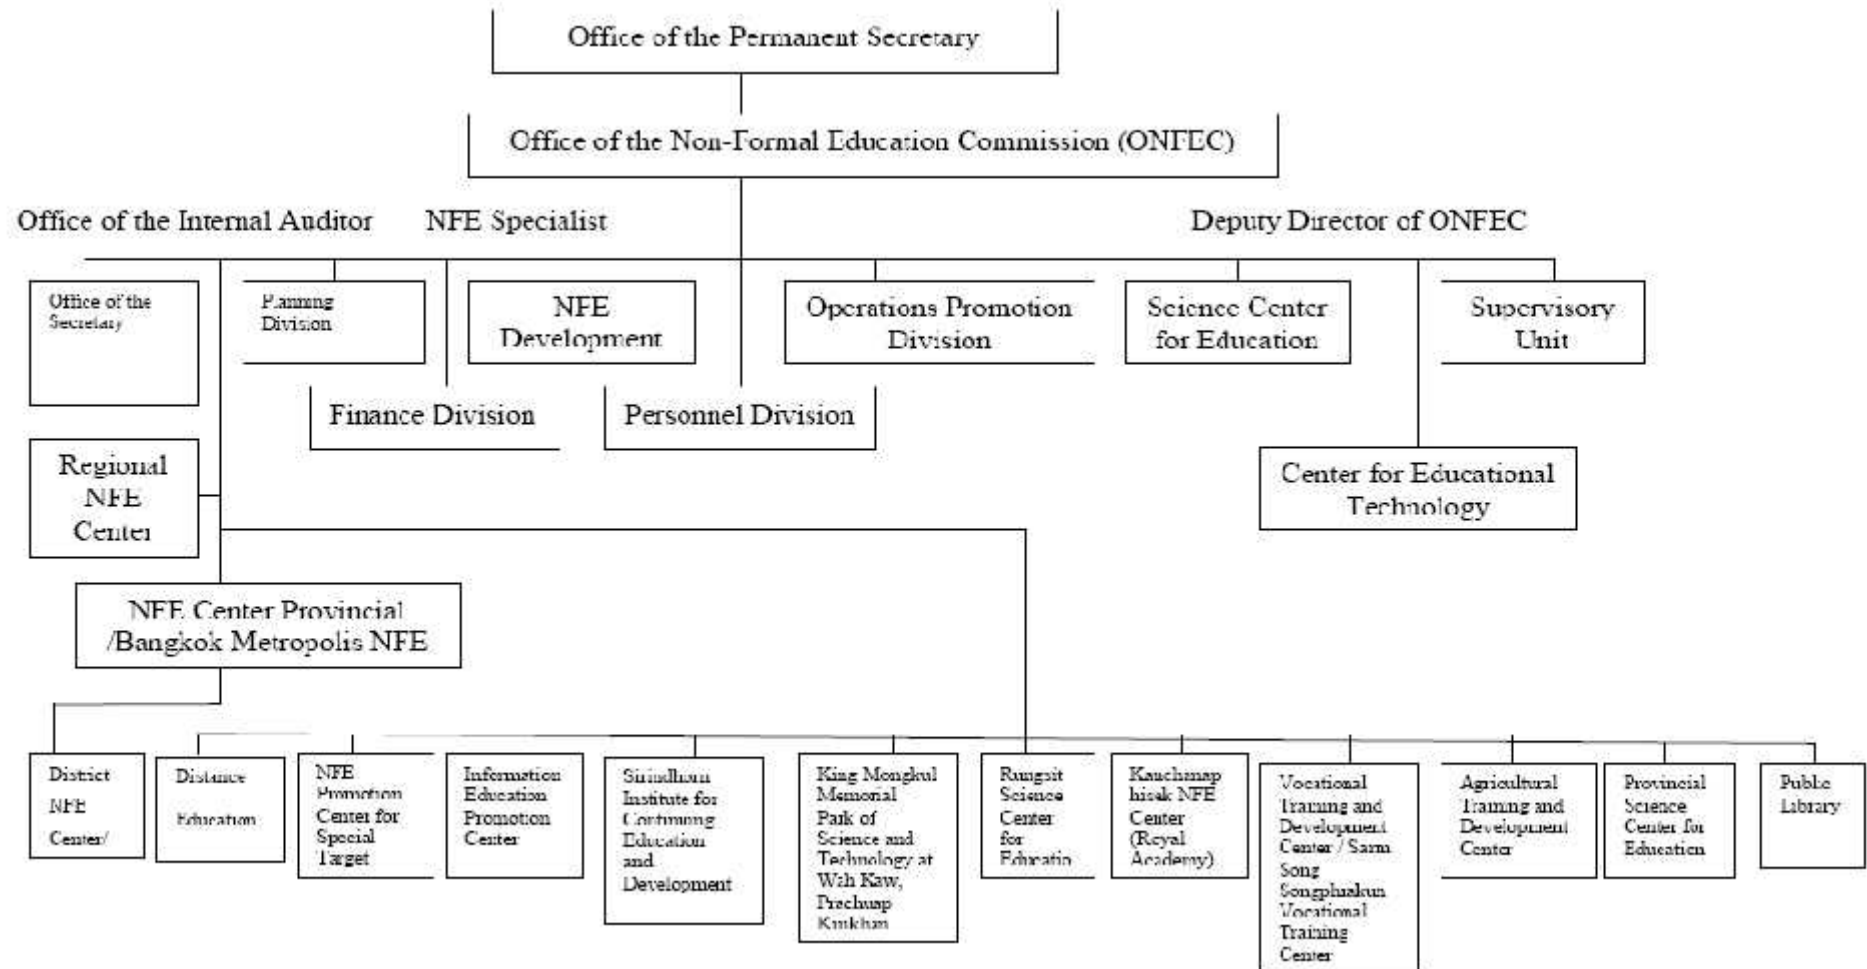 Office of the Permanent Secretary
Office of the Non-Formal Education Commission (ONFEC)
Office of the Internal Auditor
NFE Specialist
Deputy Director of ONFEC
Office of the
Secretary
Planning
Division
NFE
Development
Operations Promotion
Division
Science Center
for Education
Supervisory
Unit
Finance Division
Personnel Division
Regional
NFE
Center
Center for Educational
Technology
NFE Center Provincial
/Bangkok Metropolis NFE
District
NFE
Center/
Distance
Education
NFE
Promotion
Center for
Special
Target
Information
Education
Promotion
Center
Sirindhorn
Institute for
Continuing
Education
and
Development
King Mongkul
Memorial
Park of
Science and
Technology at
Wah Kaw,
Prachuap
Kirikhan
Rungsit
Science
Center
for
Educatio
Kanchanap
hisek NFE
Center
(Royal
Academy)
Vocational
Training and
Development
Center / Sarm
Song
Songphiakun
Vocational
Training
Center
Agricultural
Training and
Development
Center
Provincial
Science
Center for
Education
Public
Library